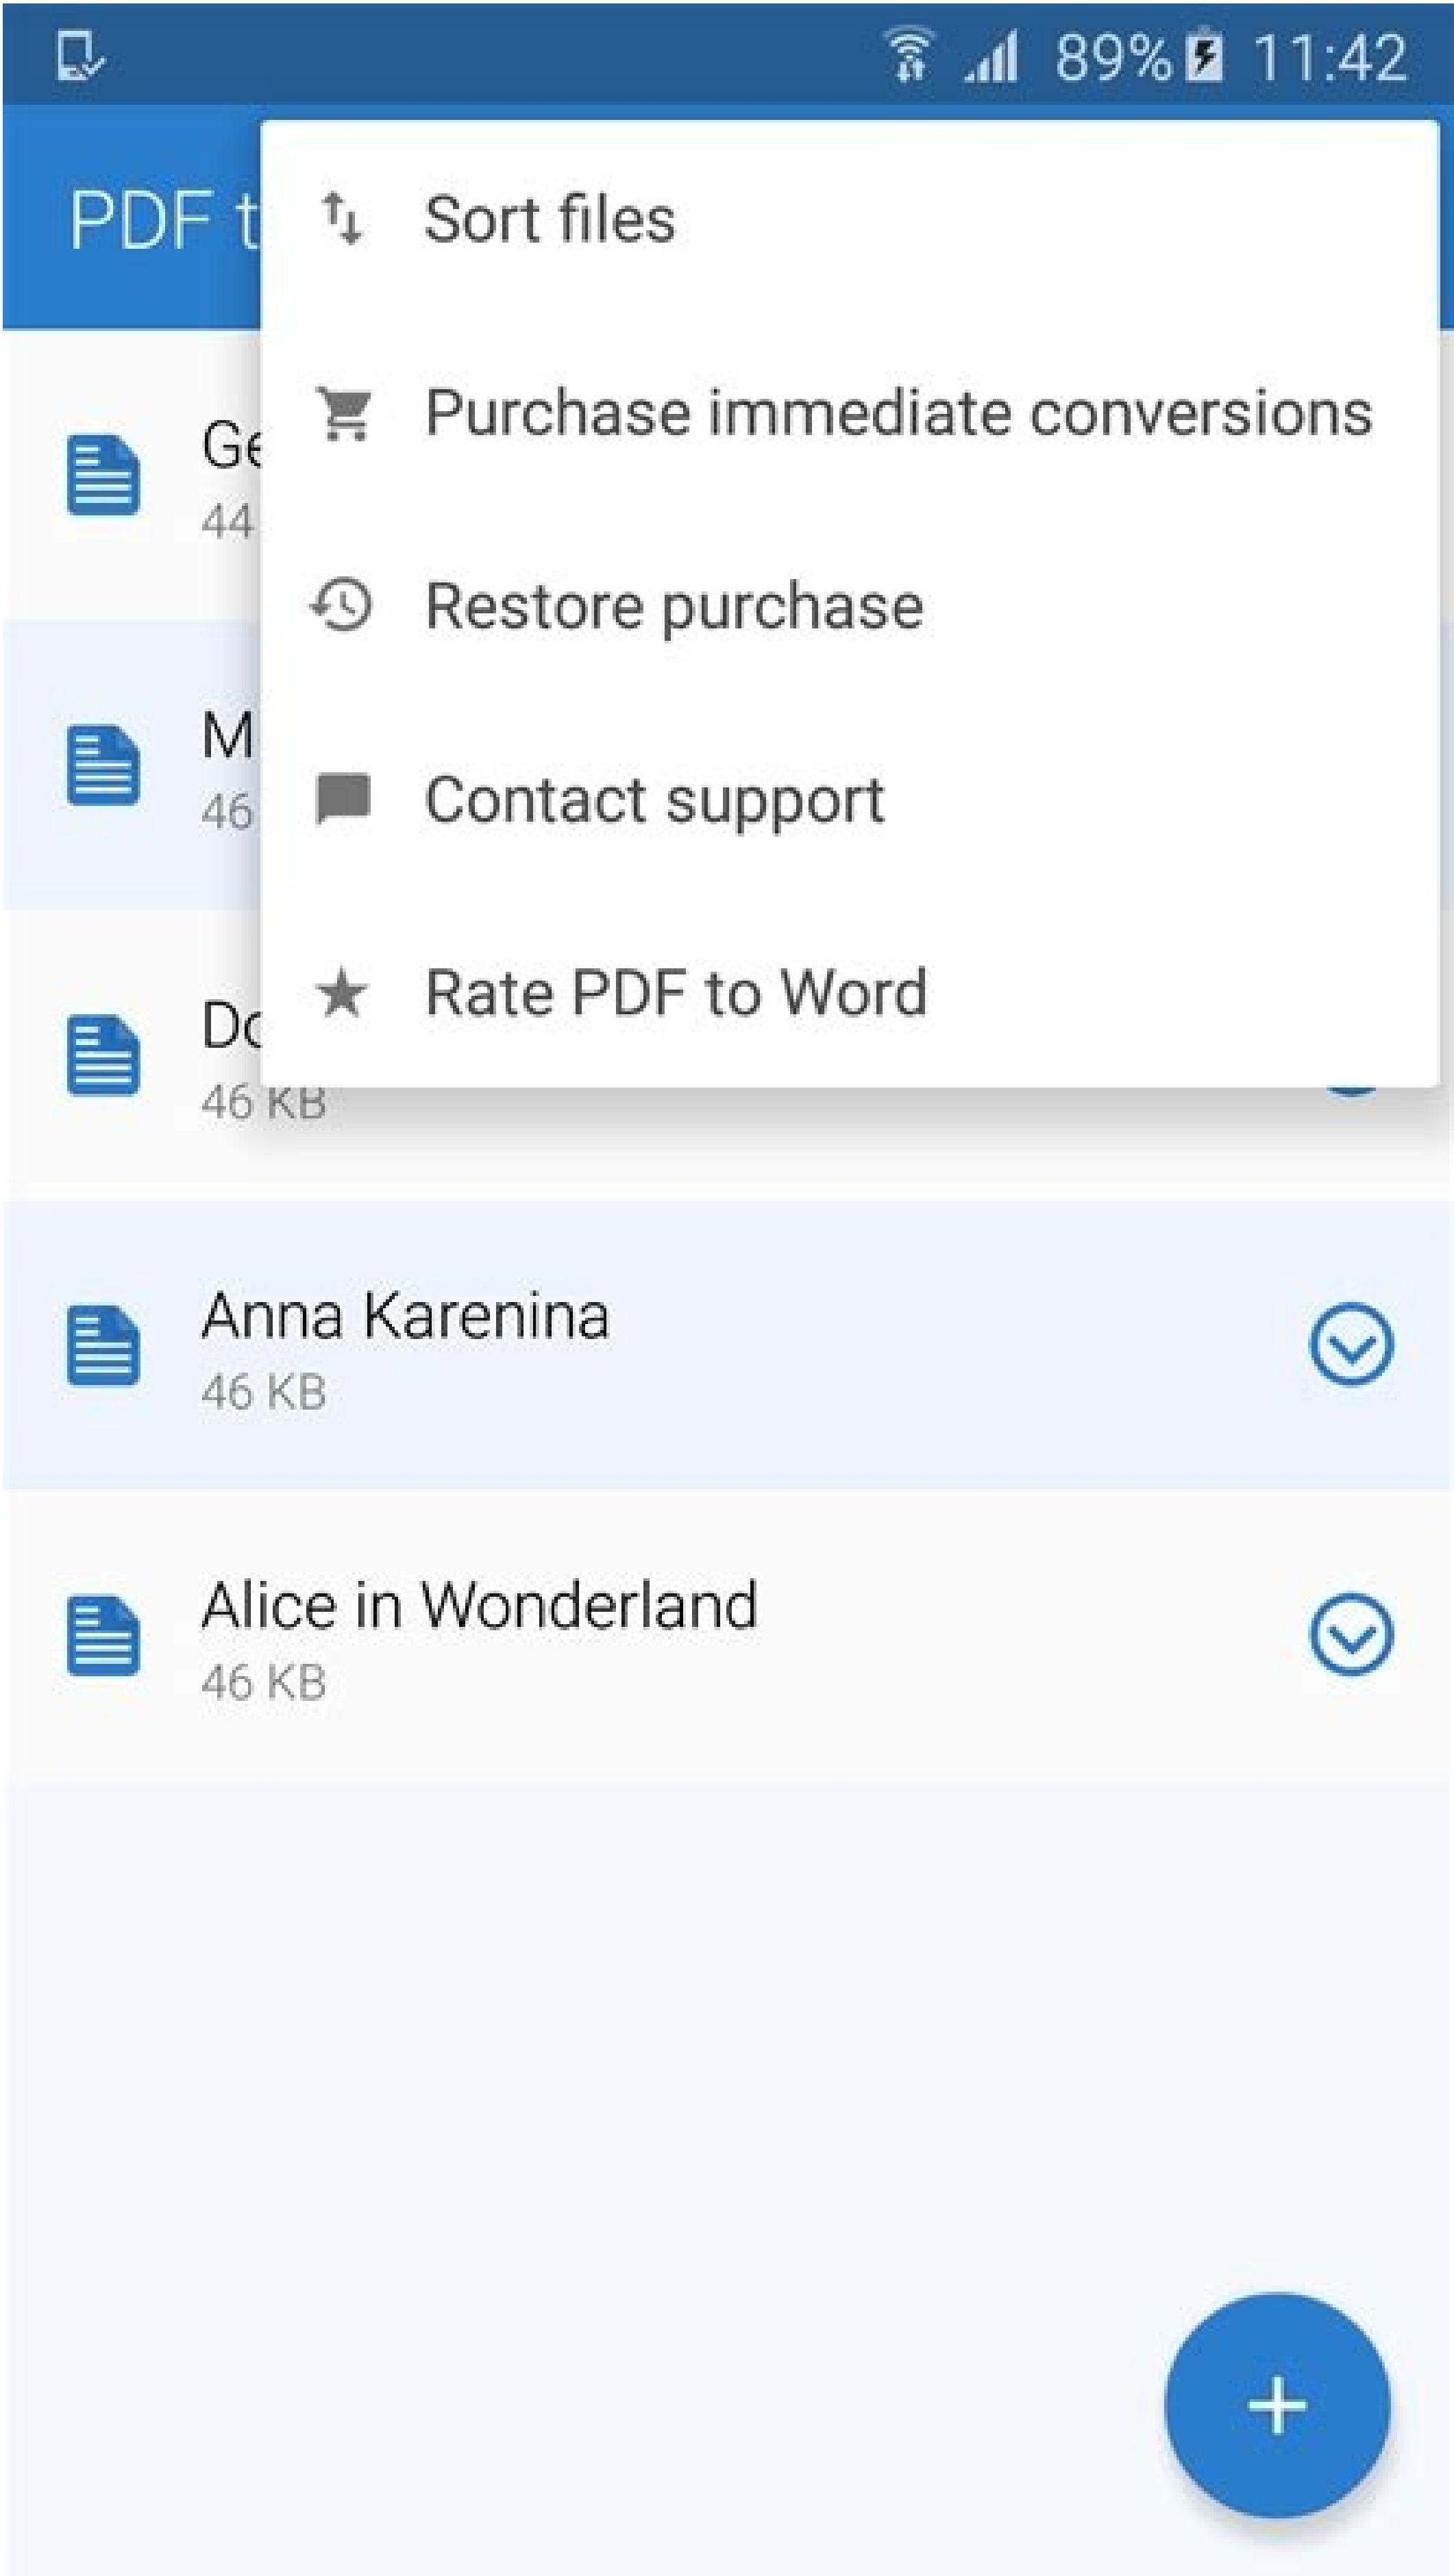 89% 11:42
PDF t
Sort files
Purchase immediate conversions
Restore purchase
Contact support
Rate PDF to Word
Ge
44
M
46
Do
46 KB
Anna Karenina
46 KB
Alice in Wonderland
46 KB